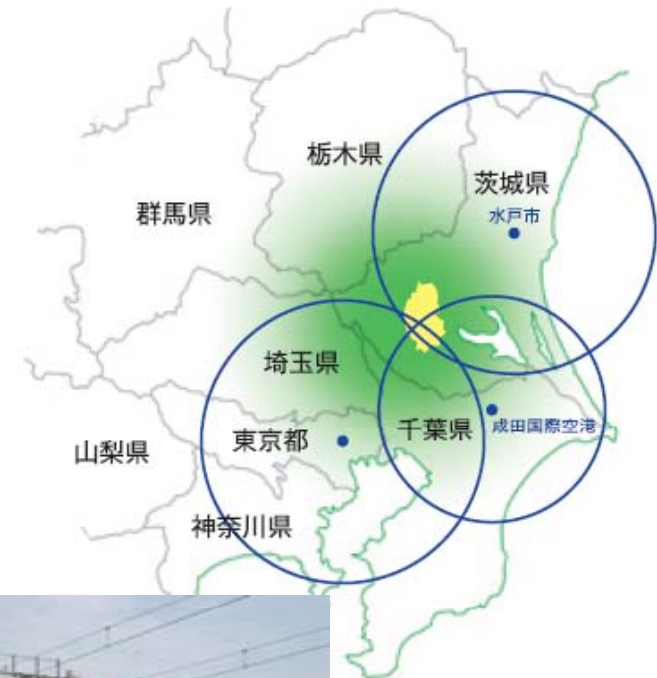 栃木県
茨城県
水戸市
群馬県
埼玉県
千葉県
成田国際空港
東京都
山梨県
神奈川県